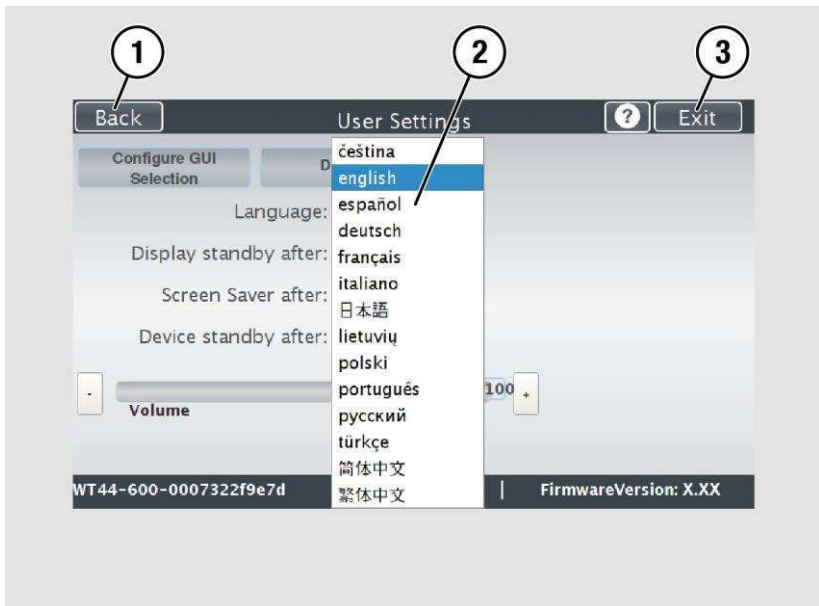 1
2
3
Back
User Settings
?
Exit
Configure GUI
Selection
D
Language:
Display standby after:
Screen Saver after:
Device standby after:
čeština
english
español
deutsch
français
italiano
日本語
lietuvių
polski
português
русский
türkçe
简体中文
繁体中文
-
Volume
100
+
WT44-600-0007322f9e7d
|
FirmwareVersion: X.XX